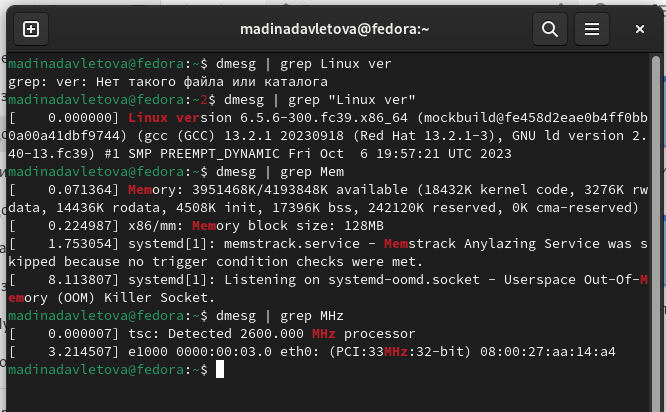 madinadavletova@fedora:~
madinadavletova@fedora:~$ dmesg | grep Linux ver
grep: ver: Нет такого файла или каталога
madinadavletova@fedora:~2$ dmesg | grep "Linux ver"
[    0.000000] Linux version 6.5.6-300.fc39.x86_64 (mockbuild@fe458d2eae0b4ff0bb
0a00a41dbf9744) (gcc (GCC) 13.2.1 20230918 (Red Hat 13.2.1-3), GNU ld version 2.
40-13.fc39) #1 SMP PREEMPT_DYNAMIC Fri Oct  6 19:57:21 UTC 2023
madinadavletova@fedora:~$ dmesg | grep Mem
[    0.071364] Memory: 3951468K/4193848K available (18432K kernel code, 3276K rw
data, 14436K rodata, 4508K init, 17396K bss, 242120K reserved, 0K cma-reserved)
[    0.224987] x86/mm: Memory block size: 128MB
[    1.753054] systemd[1]: memstrack.service - Memstrack Anylazing Service was s
kipped because no trigger condition checks were met.
[    8.113807] systemd[1]: Listening on systemd-oomd.socket - Userspace Out-Of-M
emory (OOM) Killer Socket.
madinadavletova@fedora:~$ dmesg | grep MHz
[    0.000007] tsc: Detected 2600.000 MHz processor
[    3.214507] e1000 0000:00:03.0 eth0: (PCI:33MHz:32-bit) 08:00:27:aa:14:a4
madinadavletova@fedora:~$